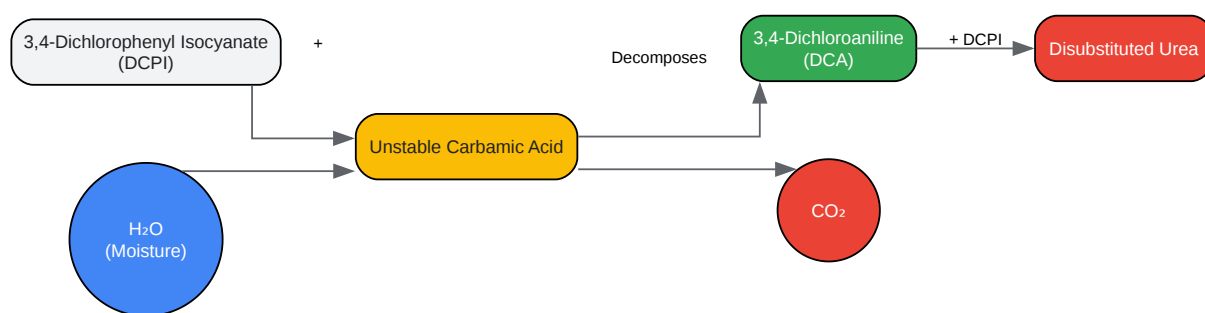 3,4-Dichlorophenyl Isocyanate
(DCPI)
+
Decomposes
3,4-Dichloroaniline
(DCA)
+ DCPI
Disubstituted Urea
Unstable Carbamic Acid
H₂O
(Moisture)
CO₂